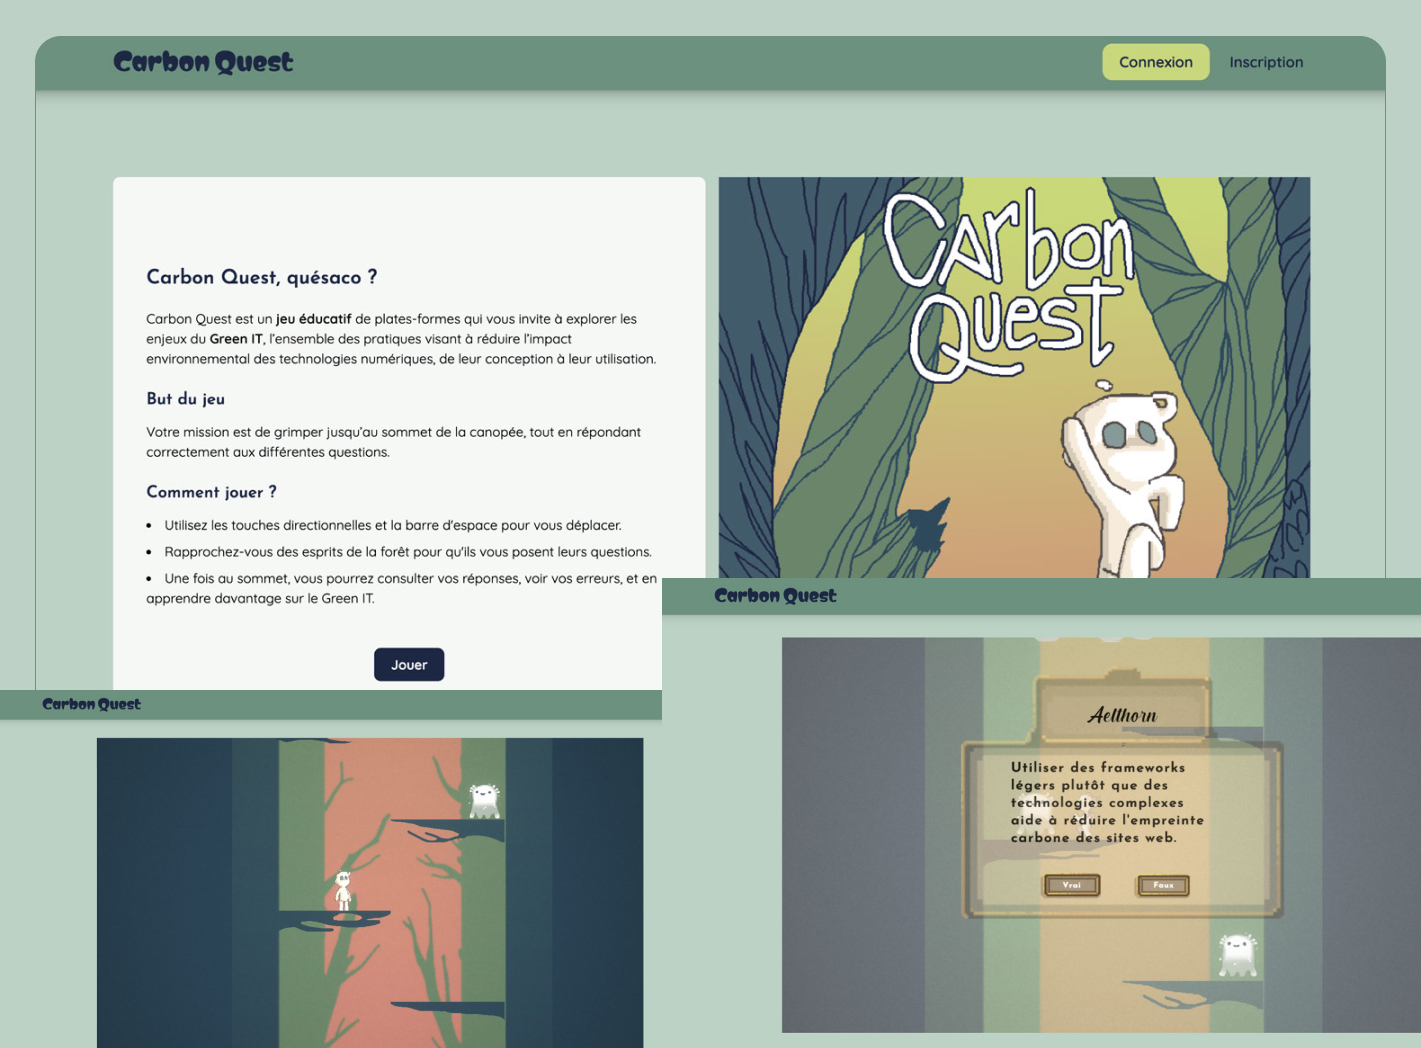 Carbon Quest
Connexion
Inscription
Carbon Quest, quésaco ?
Carbon Quest est un jeu éducatif de plates-formes qui vous invite à explorer les
enjeux du Green IT, l'ensemble des pratiques visant à réduire l'impact
environnemental des technologies numériques, de leur conception à leur utilisation.
But du jeu
Votre mission est de grimper jusqu'au sommet de la canopée, tout en répondant
correctement aux différentes questions.
Comment jouer ?
• Utilisez les touches directionnelles et la barre d'espace pour vous déplacer.
• Rapprochez-vous des esprits de la forêt pour qu'ils vous posent leurs questions.
• Une fois au sommet, vous pourrez consulter vos réponses, voir vos erreurs, et en
apprendre davantage sur le Green IT.
Jouer
Carbon
Quest
Carbon Quest
Carbon Quest
Aelthorn
Utiliser des frameworks
légers plutôt que des
technologies complexes
aide à réduire l'empreinte
carbone des sites web.
Vrai
Faux